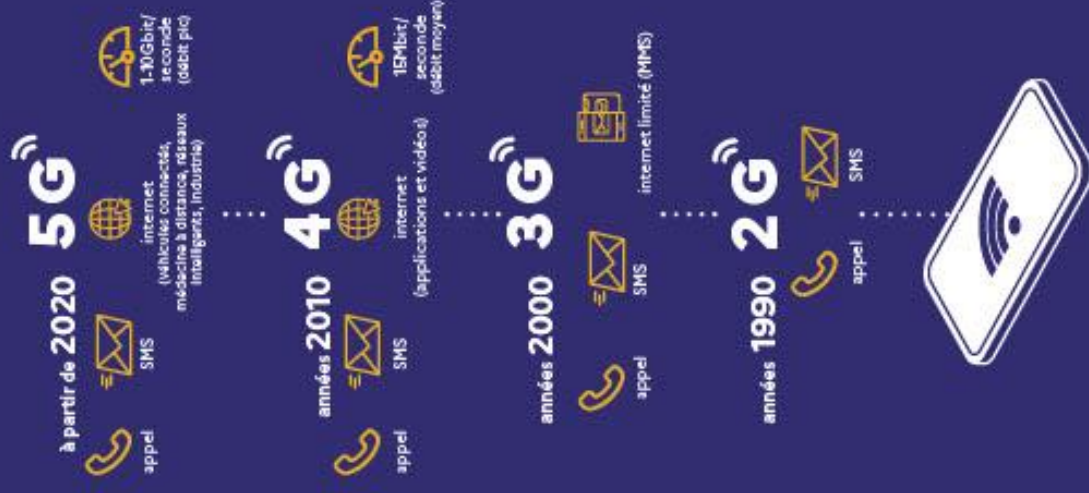 à partir de 2020 5G
appel
SMS
internet
(véhicules connectés,
médecine à distance, réseaux
intelligents, industrie)
1-10Gbit/
seconde
(débit pic)
années 2010 4G
appel
SMS
internet
(applications et vidéos)
15Mbit/
seconde
(débit moyen)
années 2000 3G
appel
SMS
internet limité (MMS)
années 1990 2G
appel
SMS